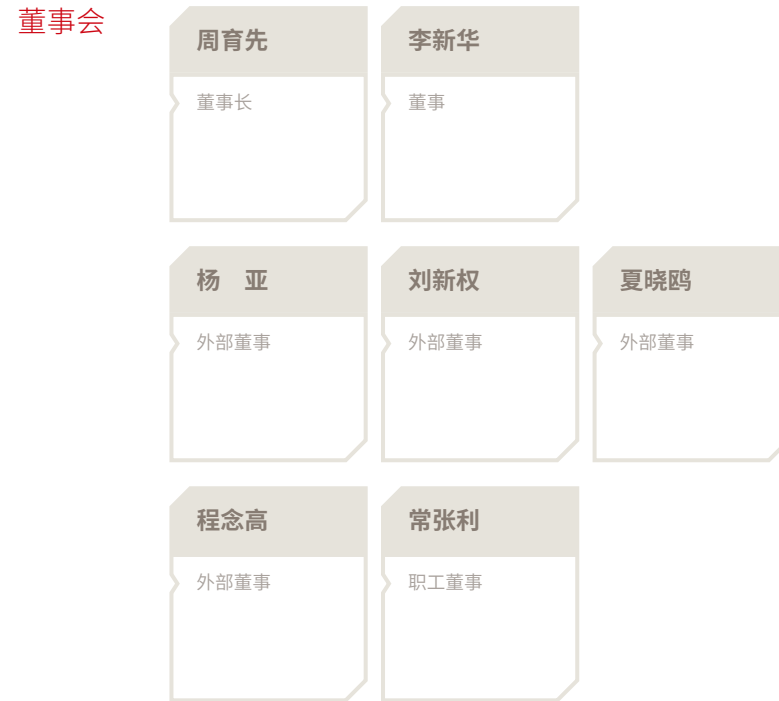 董事会
周育先
李新华
董事长
董事
杨　亚
刘新权
夏晓鸥
外部董事
外部董事
外部董事
程念高
常张利
外部董事
职工董事